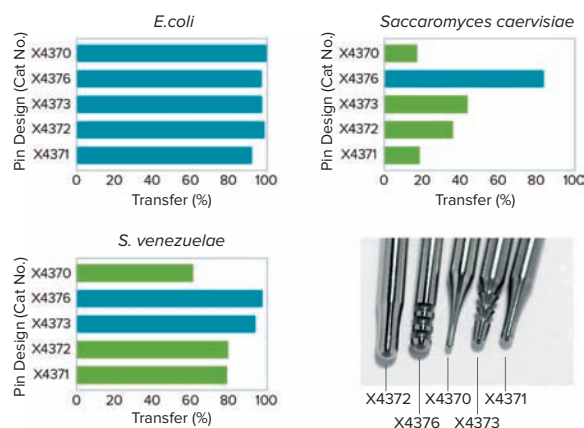 E.coli
Pin Design (Cat No.)
X4370
X4376
X4373
X4372
X4371
0 20 40 60 80 100
Transfer (%)
Saccaromyces caervisiae
Pin Design (Cat No.)
X4370
X4376
X4373
X4372
X4371
0 20 40 60 80 100
Transfer (%)
S. venezuelae
Pin Design (Cat No.)
X4370
X4376
X4373
X4372
X4371
0 20 40 60 80 100
Transfer (%)
X4372 X4370 X4371
X4376 X4373